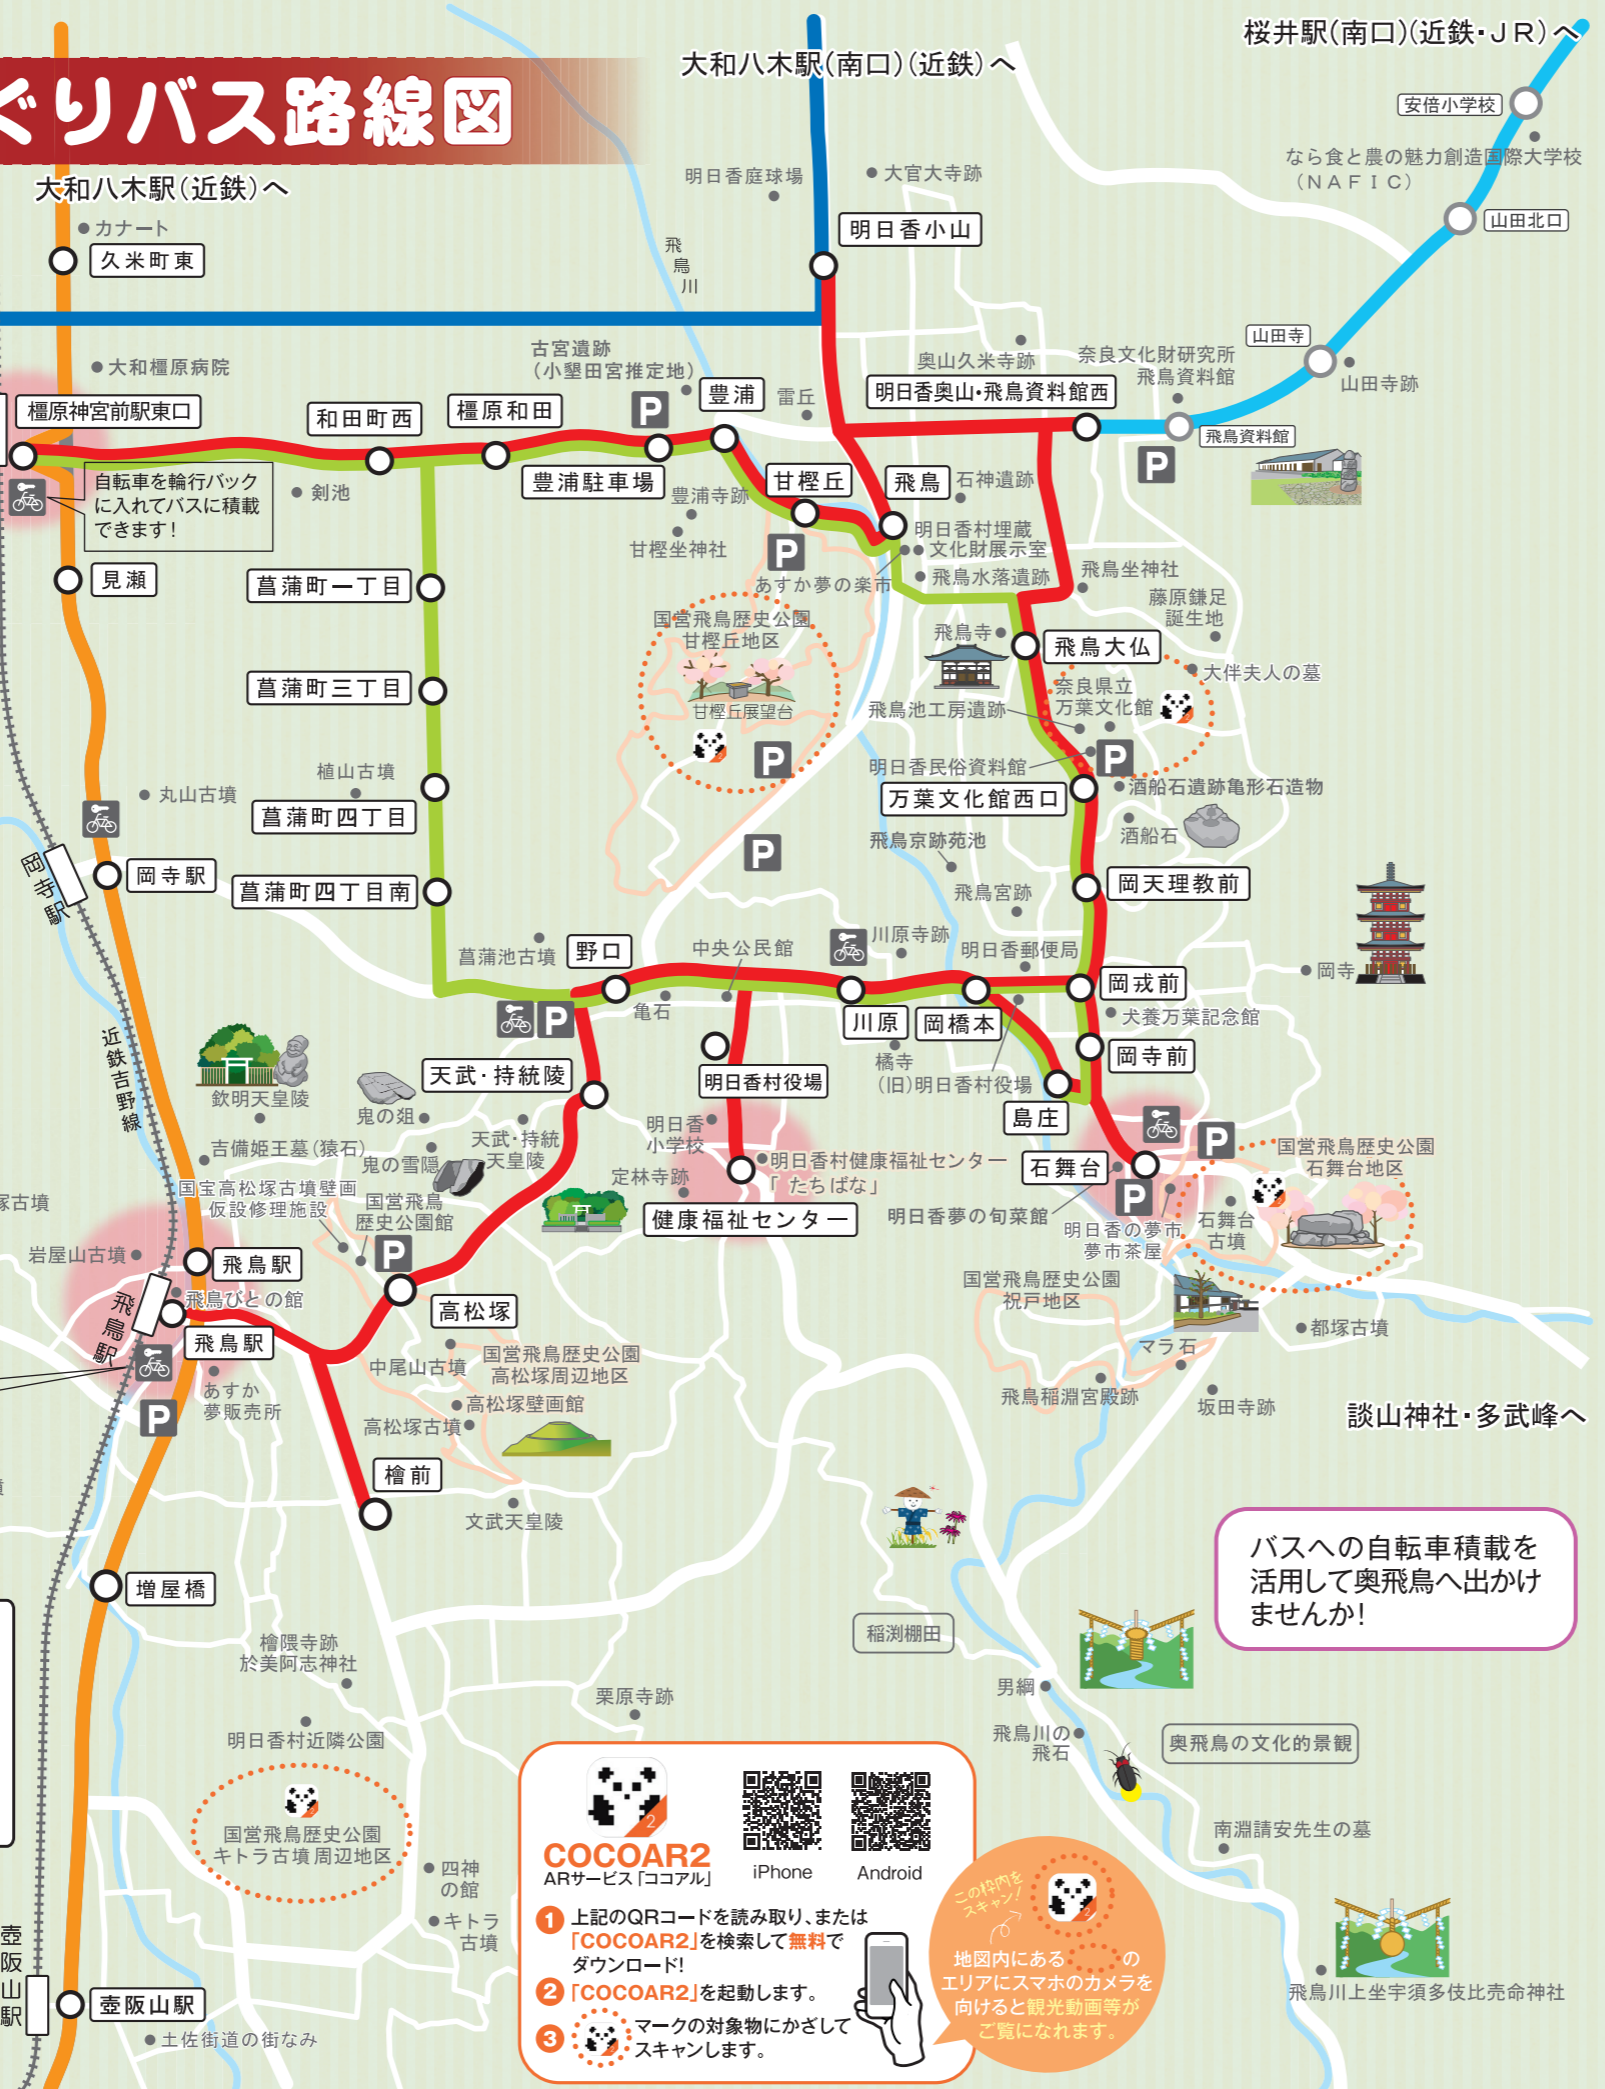 ぐりバス路線図
大和八木駅(近鉄)へ
大和八木駅(南口)(近鉄)へ
桜井駅(南口)(近鉄・JR)へ
安倍小学校
なら食と農の魅力創造国際大学校
(NAFIC)
山田北口
カナート
久米町東
明日香庭球場
大官大寺跡
明日香小山
飛鳥川
山田寺
山田寺跡
大和橿原病院
古宮遺跡
(小墾田宮推定地)
P
豊浦
雷丘
奥山久米寺跡
奈良文化財研究所
飛鳥資料館
明日香奥山・飛鳥資料館西
飛鳥資料館
P
橿原神宮前駅東口
和田町西
橿原和田
豊浦駐車場
自転車を輪行バック
に入れてバスに積載
できます!
剣池
豊浦寺跡
甘樫坐神社
甘樫丘
P
飛鳥
石神遺跡
明日香村埋蔵
文化財展示室
あすか夢の楽市
飛鳥水落遺跡
飛鳥坐神社
藤原鎌足
誕生地
見瀬
菖蒲町一丁目
国営飛鳥歴史公園
甘樫丘地区
甘樫丘展望台
P
飛鳥寺
飛鳥大仏
大伴夫人の墓
奈良県立
万葉文化館
飛鳥池工房遺跡
菖蒲町三丁目
明日香民俗資料館
P
万葉文化館西口
酒船石遺跡亀形石造物
酒船石
植山古墳
丸山古墳
菖蒲町四丁目
P
飛鳥京跡苑池
岡寺駅
岡寺駅
菖蒲町四丁目南
飛鳥宮跡
岡天理教前
菖蒲池古墳
野口
中央公民館
川原寺跡
明日香郵便局
岡寺
P
亀石
川原
岡橋本
岡戎前
犬養万葉記念館
近鉄吉野線
欽明天皇陵
鬼の俎
天武・持統陵
明日香村役場
橘寺
(旧)明日香村役場
岡寺前
島庄
吉備姫王墓(猿石)
鬼の雪隠
天武・持統
天皇陵
明日香
小学校
定林寺跡
明日香村健康福祉センター
「たちばな」
健康福祉センター
石舞台
P
P
国営飛鳥歴史公園
石舞台地区
明日香夢の旬菜館
明日香の夢市
夢市茶屋
石舞台
古墳
塚古墳
国宝高松塚古墳壁画
仮設修理施設
国営飛鳥
歴史公園館
P
岩屋山古墳
飛鳥駅
飛鳥びとの館
飛鳥駅
飛鳥駅
高松塚
国営飛鳥歴史公園
祝戸地区
都塚古墳
マラ石
あすか
夢販売所
P
中尾山古墳
国営飛鳥歴史公園
高松塚周辺地区
高松塚壁画館
高松塚古墳
飛鳥稲淵宮殿跡
坂田寺跡
談山神社・多武峰へ
檜前
文武天皇陵
増屋橋
バスへの自転車積載を
活用して奥飛鳥へ出かけ
ませんか!
稲渕棚田
檜隈寺跡
於美阿志神社
栗原寺跡
男綱
飛鳥川の
飛石
奥飛鳥の文化的景観
明日香村近隣公園
国営飛鳥歴史公園
キトラ古墳周辺地区
四神
の館
キトラ
古墳
南淵請安先生の墓
飛鳥川上坐宇須多伎比売命神社
壺阪山駅
壺阪山駅
土佐街道の街なみ
2
COCOAR2
ARサービス「ココアル」
iPhone
Android
1 上記のQRコードを読み取り、または
「COCOAR2」を検索して無料で
ダウンロード!
2 「COCOAR2」を起動します。
3 マークの対象物にかざして
スキャンします。
この枠内を
スキャン!
地図内にある の
エリアにスマホのカメラを
向けると観光動画等が
ご覧になれます。